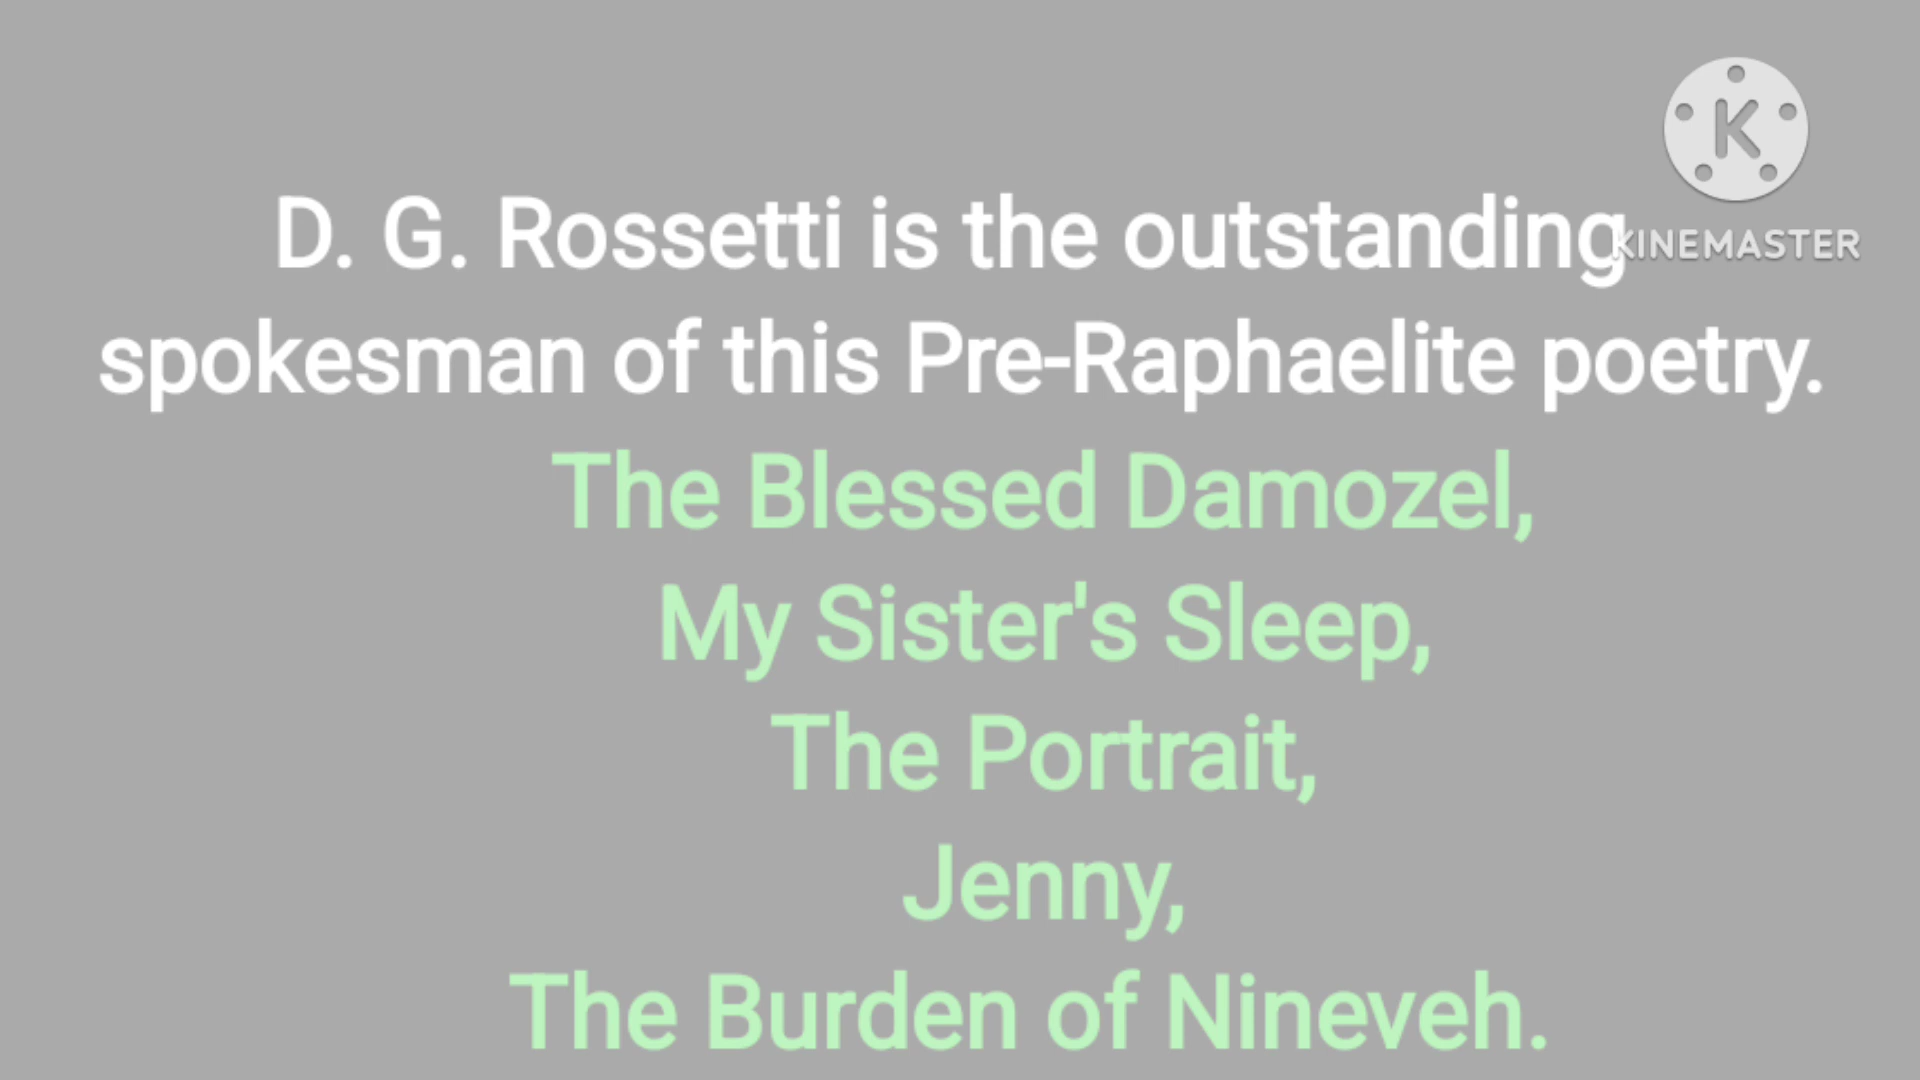 K
KINEMASTER
D. G. Rossetti is the outstanding
spokesman of this Pre-Raphaelite poetry.
The Blessed Damozel,
My Sister's Sleep,
The Portrait,
Jenny,
The Burden of Nineveh.